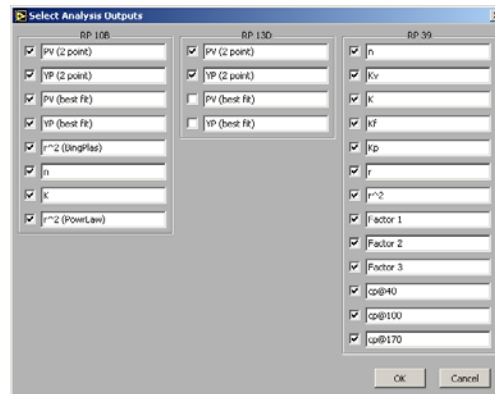 Select Analysis Outputs
RP 10B
PV (2 point)
YP (2 point)
PV (best fit)
YP (best fit)
r^2 (BingPlas)
n
K
r^2 (PowrLaw)
RP 13D
PV (2 point)
YP (2 point)
PV (best fit)
YP (best fit)
RP 39
n
Kv
K
Kf
Kp
r
r^2
Factor 1
Factor 2
Factor 3
cp@40
cp@100
cp@170
OK Cancel